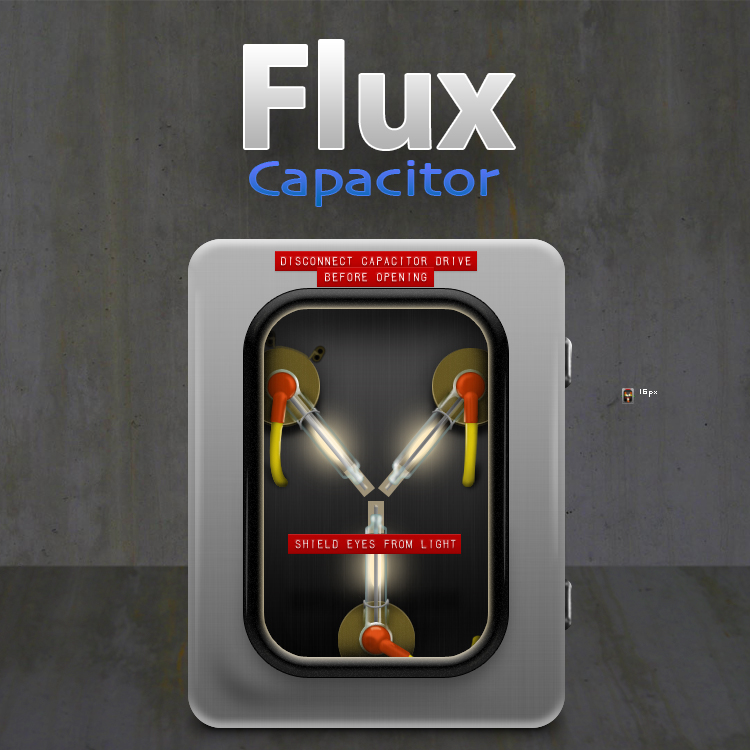 Flux
Capacitor
DISCONNECT CAPACITOR DRIVE
BEFORE OPENING
16px
SHIELD EYES FROM LIGHT